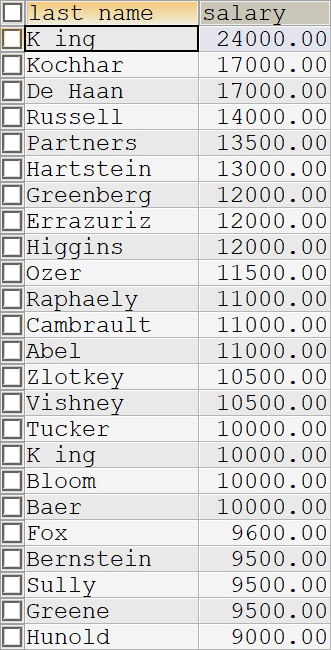 last name salary
K ing 24000.00
Kochhar 17000.00
De Haan 17000.00
Russell 14000.00
Partners 13500.00
Hartstein 13000.00
Greenberg 12000.00
Errazuriz 12000.00
Higgins 12000.00
Ozer 11500.00
Raphaely 11000.00
Cambrault 11000.00
Abel 11000.00
Zlotkey 10500.00
Vishney 10500.00
Tucker 10000.00
K ing 10000.00
Bloom 10000.00
Baer 10000.00
Fox 9600.00
Bernstein 9500.00
Sully 9500.00
Greene 9500.00
Hunold 9000.00